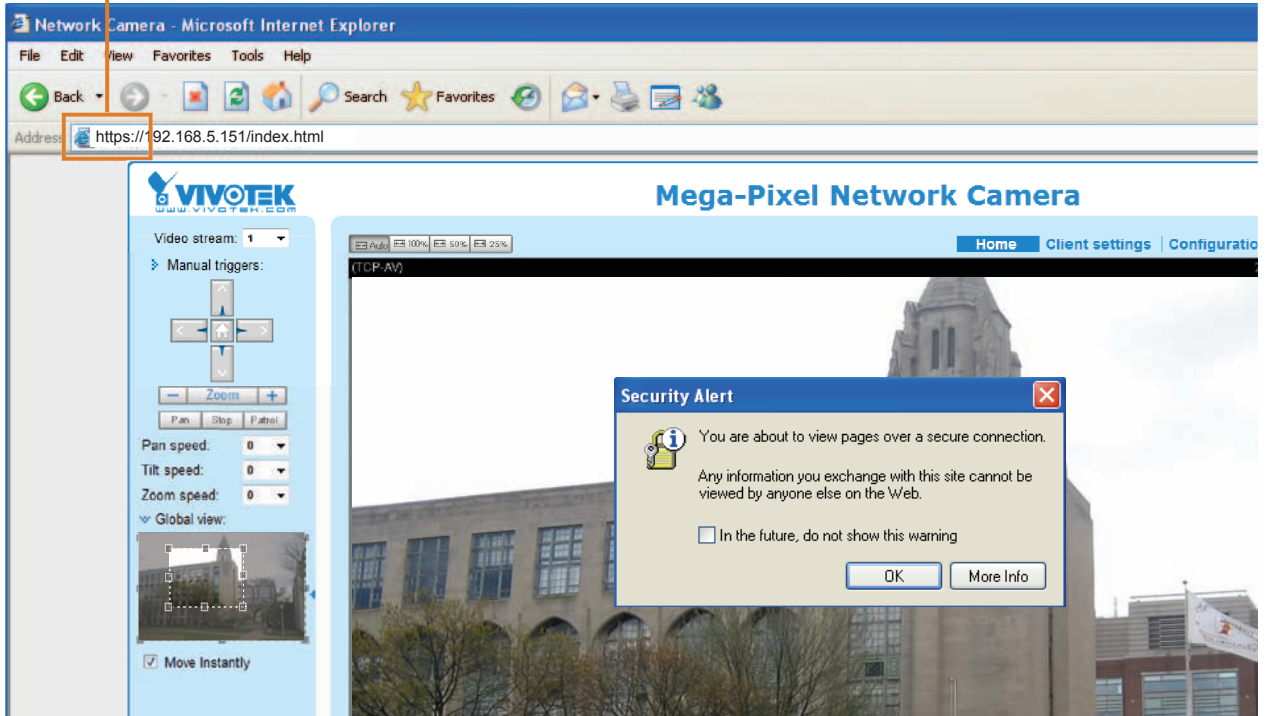 Network Camera - Microsoft Internet Explorer
File Edit View Favorites Tools Help
Back Search Favorites
Address https://192.168.5.151/index.html
VIVOTEK
www.vivotek.com
Mega-Pixel Network Camera
Video stream: 1
Auto 100% 50% 25%
Home Client settings Configuratio
Manual triggers:
(TCP-AV)
Zoom
Pan Stop Patrol
Pan speed: 0
Tilt speed: 0
Zoom speed: 0
Global view:
Move Instantly
Security Alert
You are about to view pages over a secure connection.
Any information you exchange with this site cannot be
viewed by anyone else on the Web.
In the future, do not show this warning
OK More Info